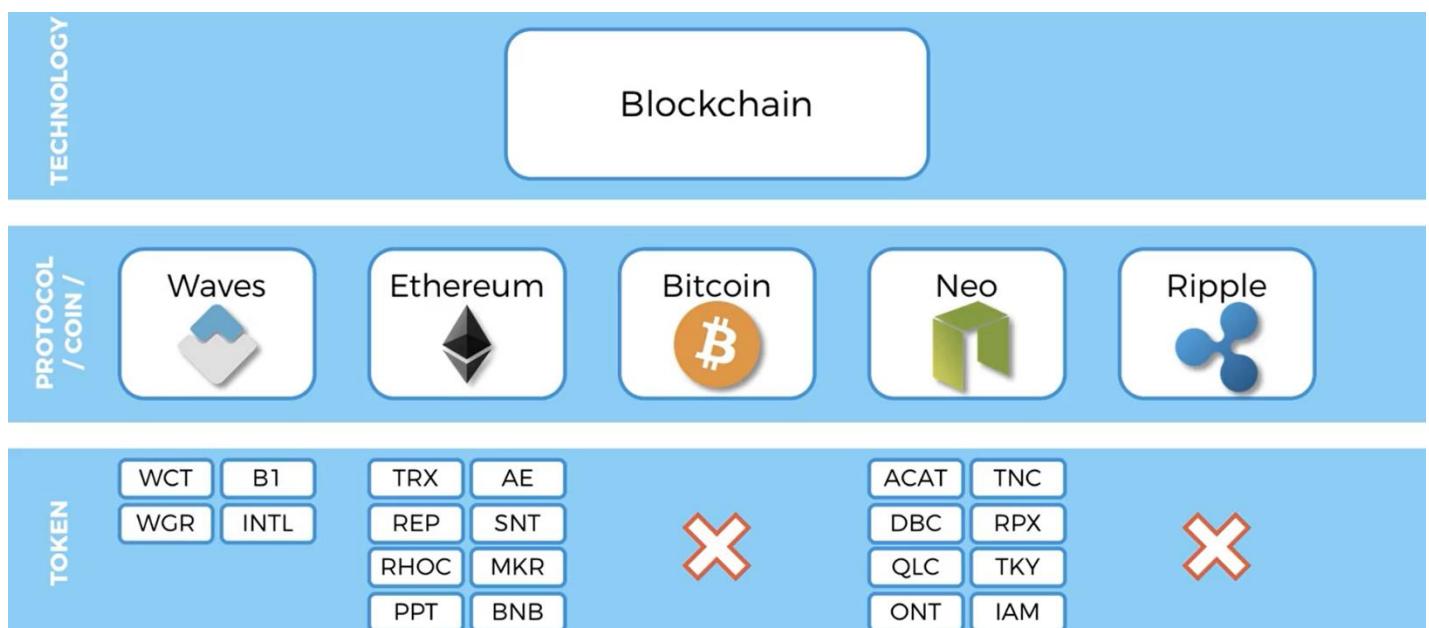 TECHNOLOGY
Blockchain
PROTOCOL
/ COIN /
Waves
Ethereum
Bitcoin
Neo
Ripple
TOKEN
WCT B1
WGR INTL
TRX AE
REP SNT
RHOC MKR
PPT BNB
ACAT TNC
DBC RPX
QLC TKY
ONT IAM